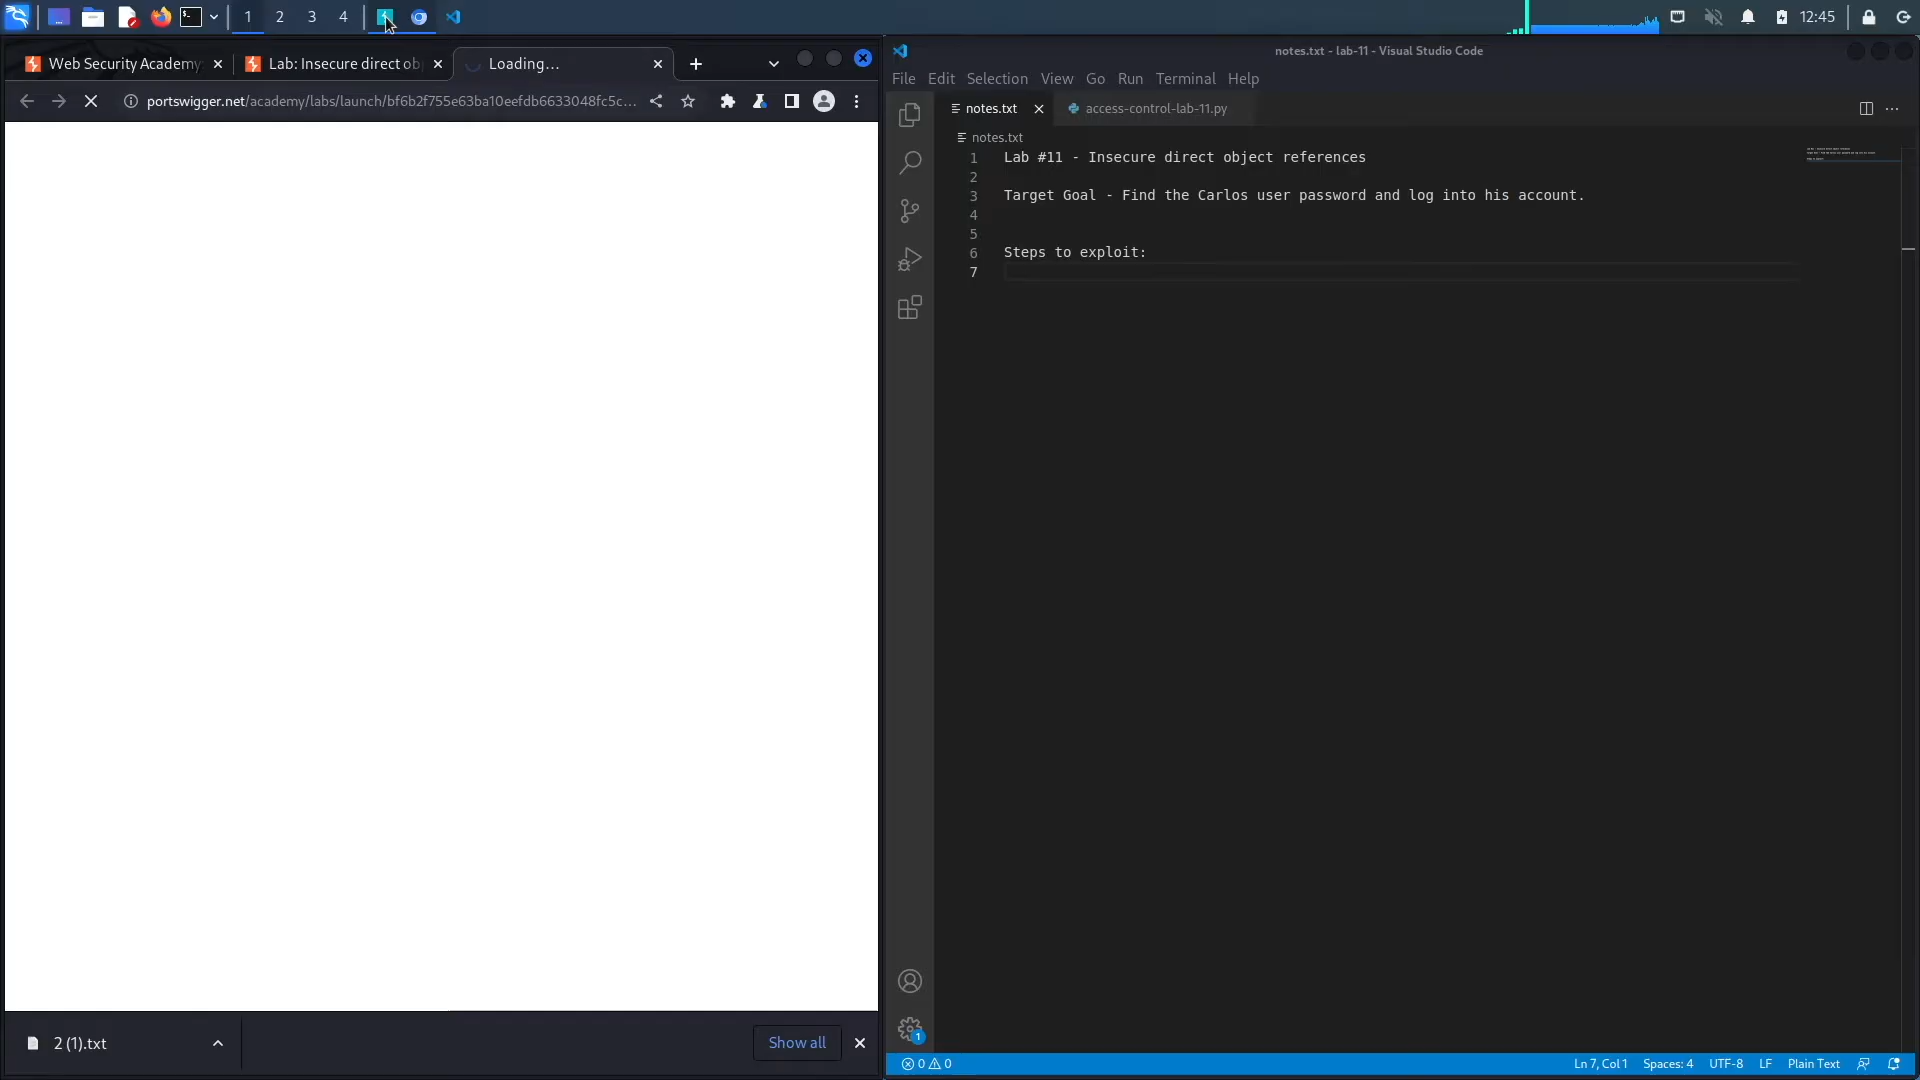 1 2 3 4 12:45
Web Security Academy Lab: Insecure direct ob Loading...
portswigger.net/academy/labs/launch/bf6b2f755e63ba10eefdb6633048fc5c...
2 (1).txt
Show all
notes.txt - lab-11 - Visual Studio Code
File Edit Selection View Go Run Terminal Help
notes.txt access-control-lab-11.py
notes.txt
1 Lab #11 - Insecure direct object references
2
3 Target Goal - Find the Carlos user password and log into his account.
4
5
6 Steps to exploit:
7
1
0 0 Ln 7, Col 1 Spaces: 4 UTF-8 LF Plain Text